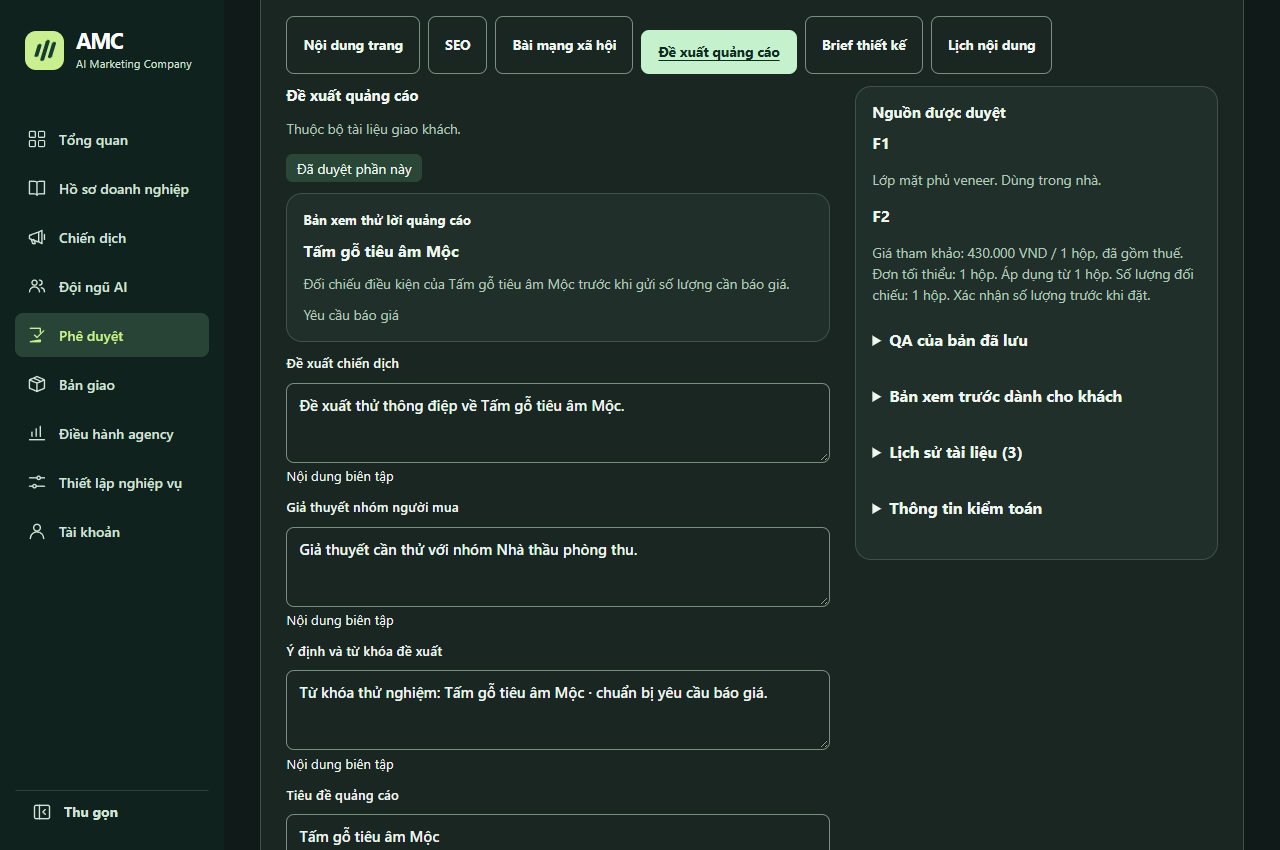 AMC
AI Marketing Company
Tổng quan
Hồ sơ doanh nghiệp
Chiến dịch
Đội ngũ AI
Phê duyệt
Bản giao
Điều hành agency
Thiết lập nghiệp vụ
Tài khoản
Thu gọn
Nội dung trang
SEO
Bài mạng xã hội
Đề xuất quảng cáo
Brief thiết kế
Lịch nội dung
Đề xuất quảng cáo
Thuộc bộ tài liệu giao khách.
Đã duyệt phần này
Bản xem thử lời quảng cáo
Tấm gỗ tiêu âm Mộc
Đối chiếu điều kiện của Tấm gỗ tiêu âm Mộc trước khi gửi số lượng cần báo giá.
Yêu cầu báo giá
Đề xuất chiến dịch
Đề xuất thử thông điệp về Tấm gỗ tiêu âm Mộc.
Nội dung biên tập
Giả thuyết nhóm người mua
Giả thuyết cần thử với nhóm Nhà thầu phòng thu.
Nội dung biên tập
Ý định và từ khóa đề xuất
Từ khóa thử nghiệm: Tấm gỗ tiêu âm Mộc · chuẩn bị yêu cầu báo giá.
Nội dung biên tập
Tiêu đề quảng cáo
Tấm gỗ tiêu âm Mộc
Nguồn được duyệt
F1
Lớp mặt phủ veneer. Dùng trong nhà.
F2
Giá tham khảo: 430.000 VND / 1 hộp, đã gồm thuế.
Đơn tối thiểu: 1 hộp. Áp dụng từ 1 hộp. Số lượng đối
chiếu: 1 hộp. Xác nhận số lượng trước khi đặt.
QA của bản đã lưu
Bản xem trước dành cho khách
Lịch sử tài liệu (3)
Thông tin kiểm toán